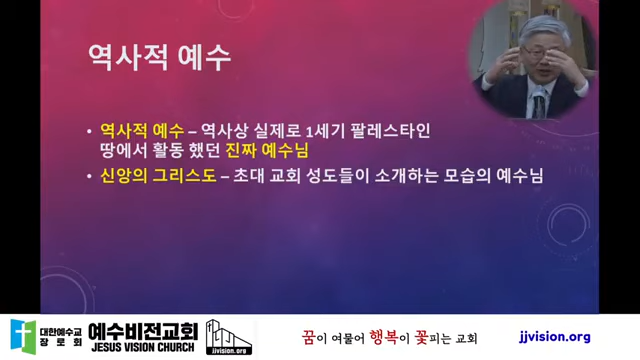 역사적 예수
• 역사적 예수 – 역사상 실제로 1세기 팔레스타인
땅에서 활동 했던 진짜 예수님
• 신앙의 그리스도 – 초대 교회 성도들이 소개하는 모습의 예수님
대한예수교
장로회
예수비전교회
JESUS VISION CHURCH
jjvision.org
꿈이 여물어 행복이 꽃피는 교회
jjvision.org